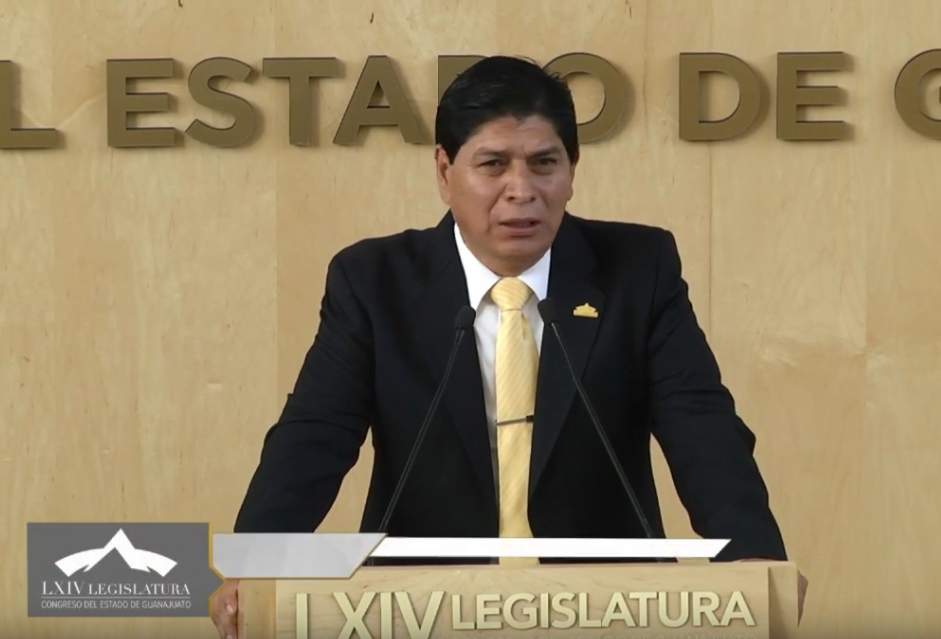 L ESTADO DE G
LXIV LEGISLATURA
CONGRESO DEL ESTADO DE GUANAJUATO
LXIV LEGISLATURA